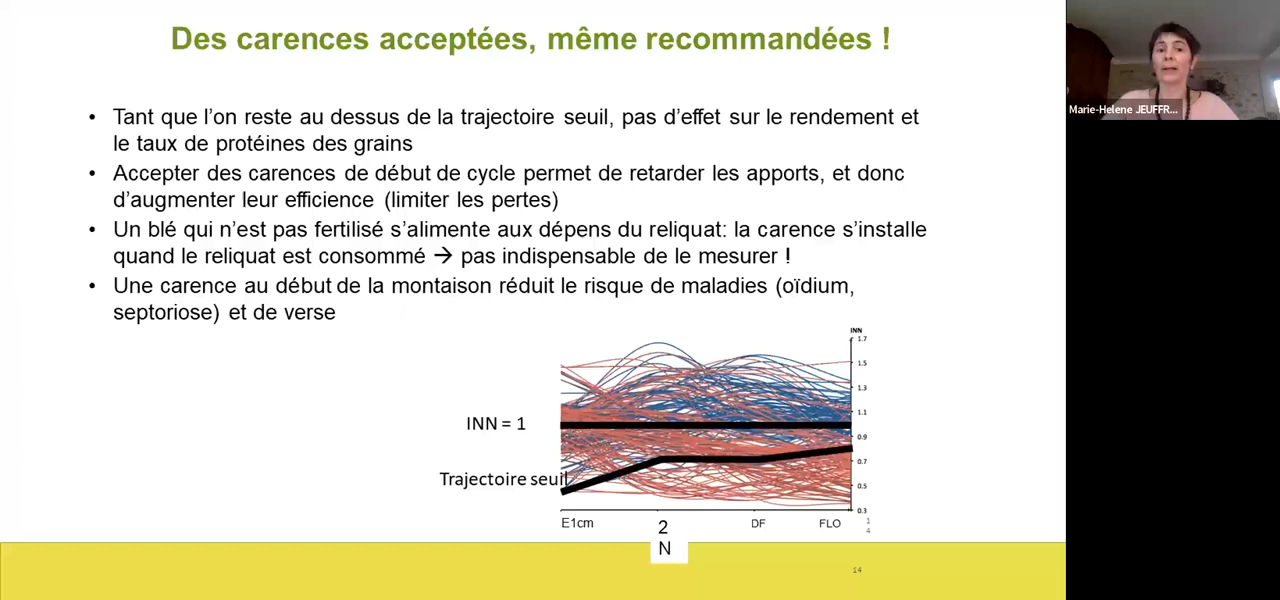 Des carences acceptées, même recommandées !
• Tant que l’on reste au dessus de la trajectoire seuil, pas d’effet sur le rendement et
le taux de protéines des grains
• Accepter des carences de début de cycle permet de retarder les apports, et donc
d’augmenter leur efficience (limiter les pertes)
• Un blé qui n’est pas fertilisé s’alimente aux dépens du reliquat: la carence s’installe
quand le reliquat est consommé → pas indispensable de le mesurer !
• Une carence au début de la montaison réduit le risque de maladies (oïdium,
septoriose) et de verse
INN = 1
Trajectoire seuil
INN
1.7
1.5
1.3
1.1
0.9
0.7
0.5
0.3
E1cm
2
N
DF
FLO
1
4
14
Marie-Helene JEUFFR...